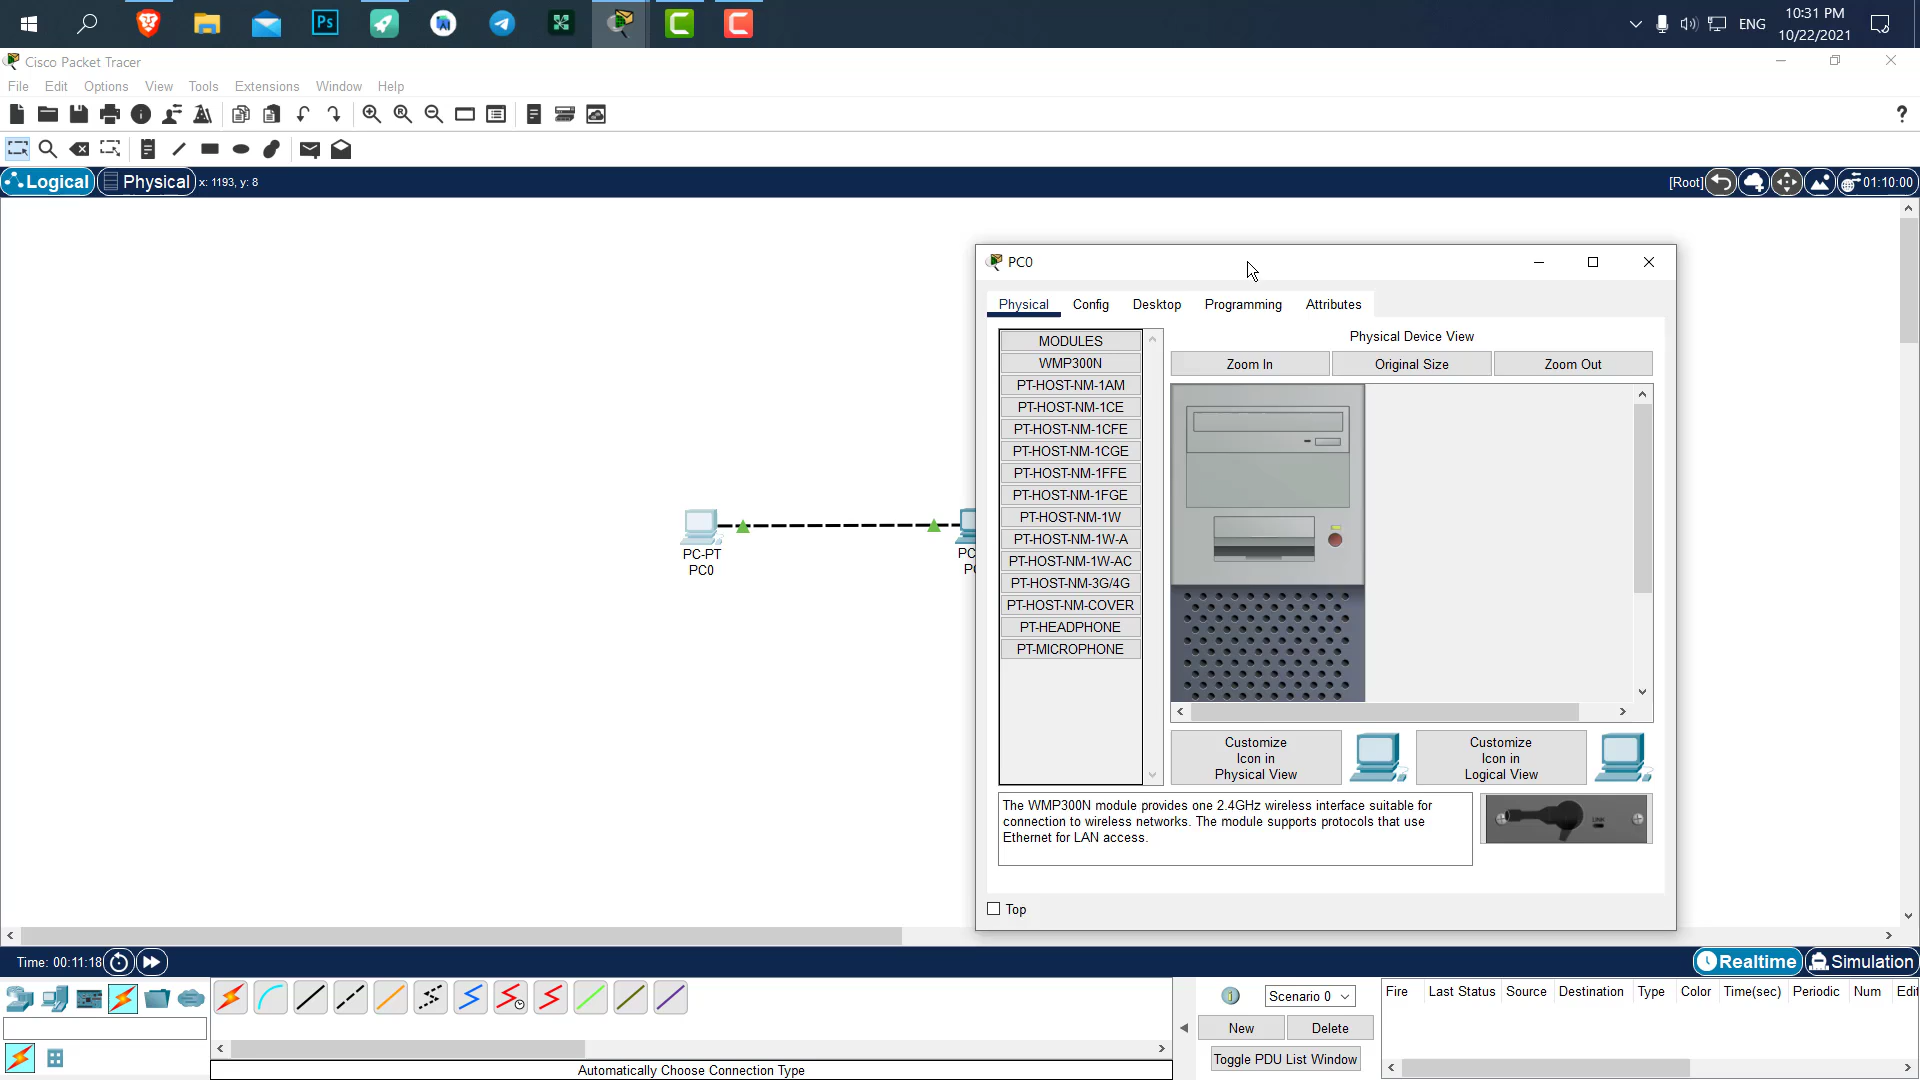 Ps
ENG
10:31 PM
10/22/2021
Cisco Packet Tracer
File Edit Options View Tools Extensions Window Help
?
Logical Physical x: 1193, y: 8
[Root] 01:10:00
PC0
Physical Config Desktop Programming Attributes
MODULES
WMP300N
PT-HOST-NM-1AM
PT-HOST-NM-1CE
PT-HOST-NM-1CFE
PT-HOST-NM-1CGE
PT-HOST-NM-1FFE
PT-HOST-NM-1FGE
PT-HOST-NM-1W
PT-HOST-NM-1W-A
PT-HOST-NM-1W-AC
PT-HOST-NM-3G/4G
PT-HOST-NM-COVER
PT-HEADPHONE
PT-MICROPHONE
Physical Device View
Zoom In Original Size Zoom Out
Customize
Icon in
Physical View
Customize
Icon in
Logical View
The WMP300N module provides one 2.4GHz wireless interface suitable for
connection to wireless networks. The module supports protocols that use
Ethernet for LAN access.
Top
PC-PT
PC0
PC
PC
Time: 00:11:18
Realtime Simulation
Automatically Choose Connection Type
1
Scenario 0
New Delete
Toggle PDU List Window
Fire Last Status Source Destination Type Color Time(sec) Periodic Num Edit